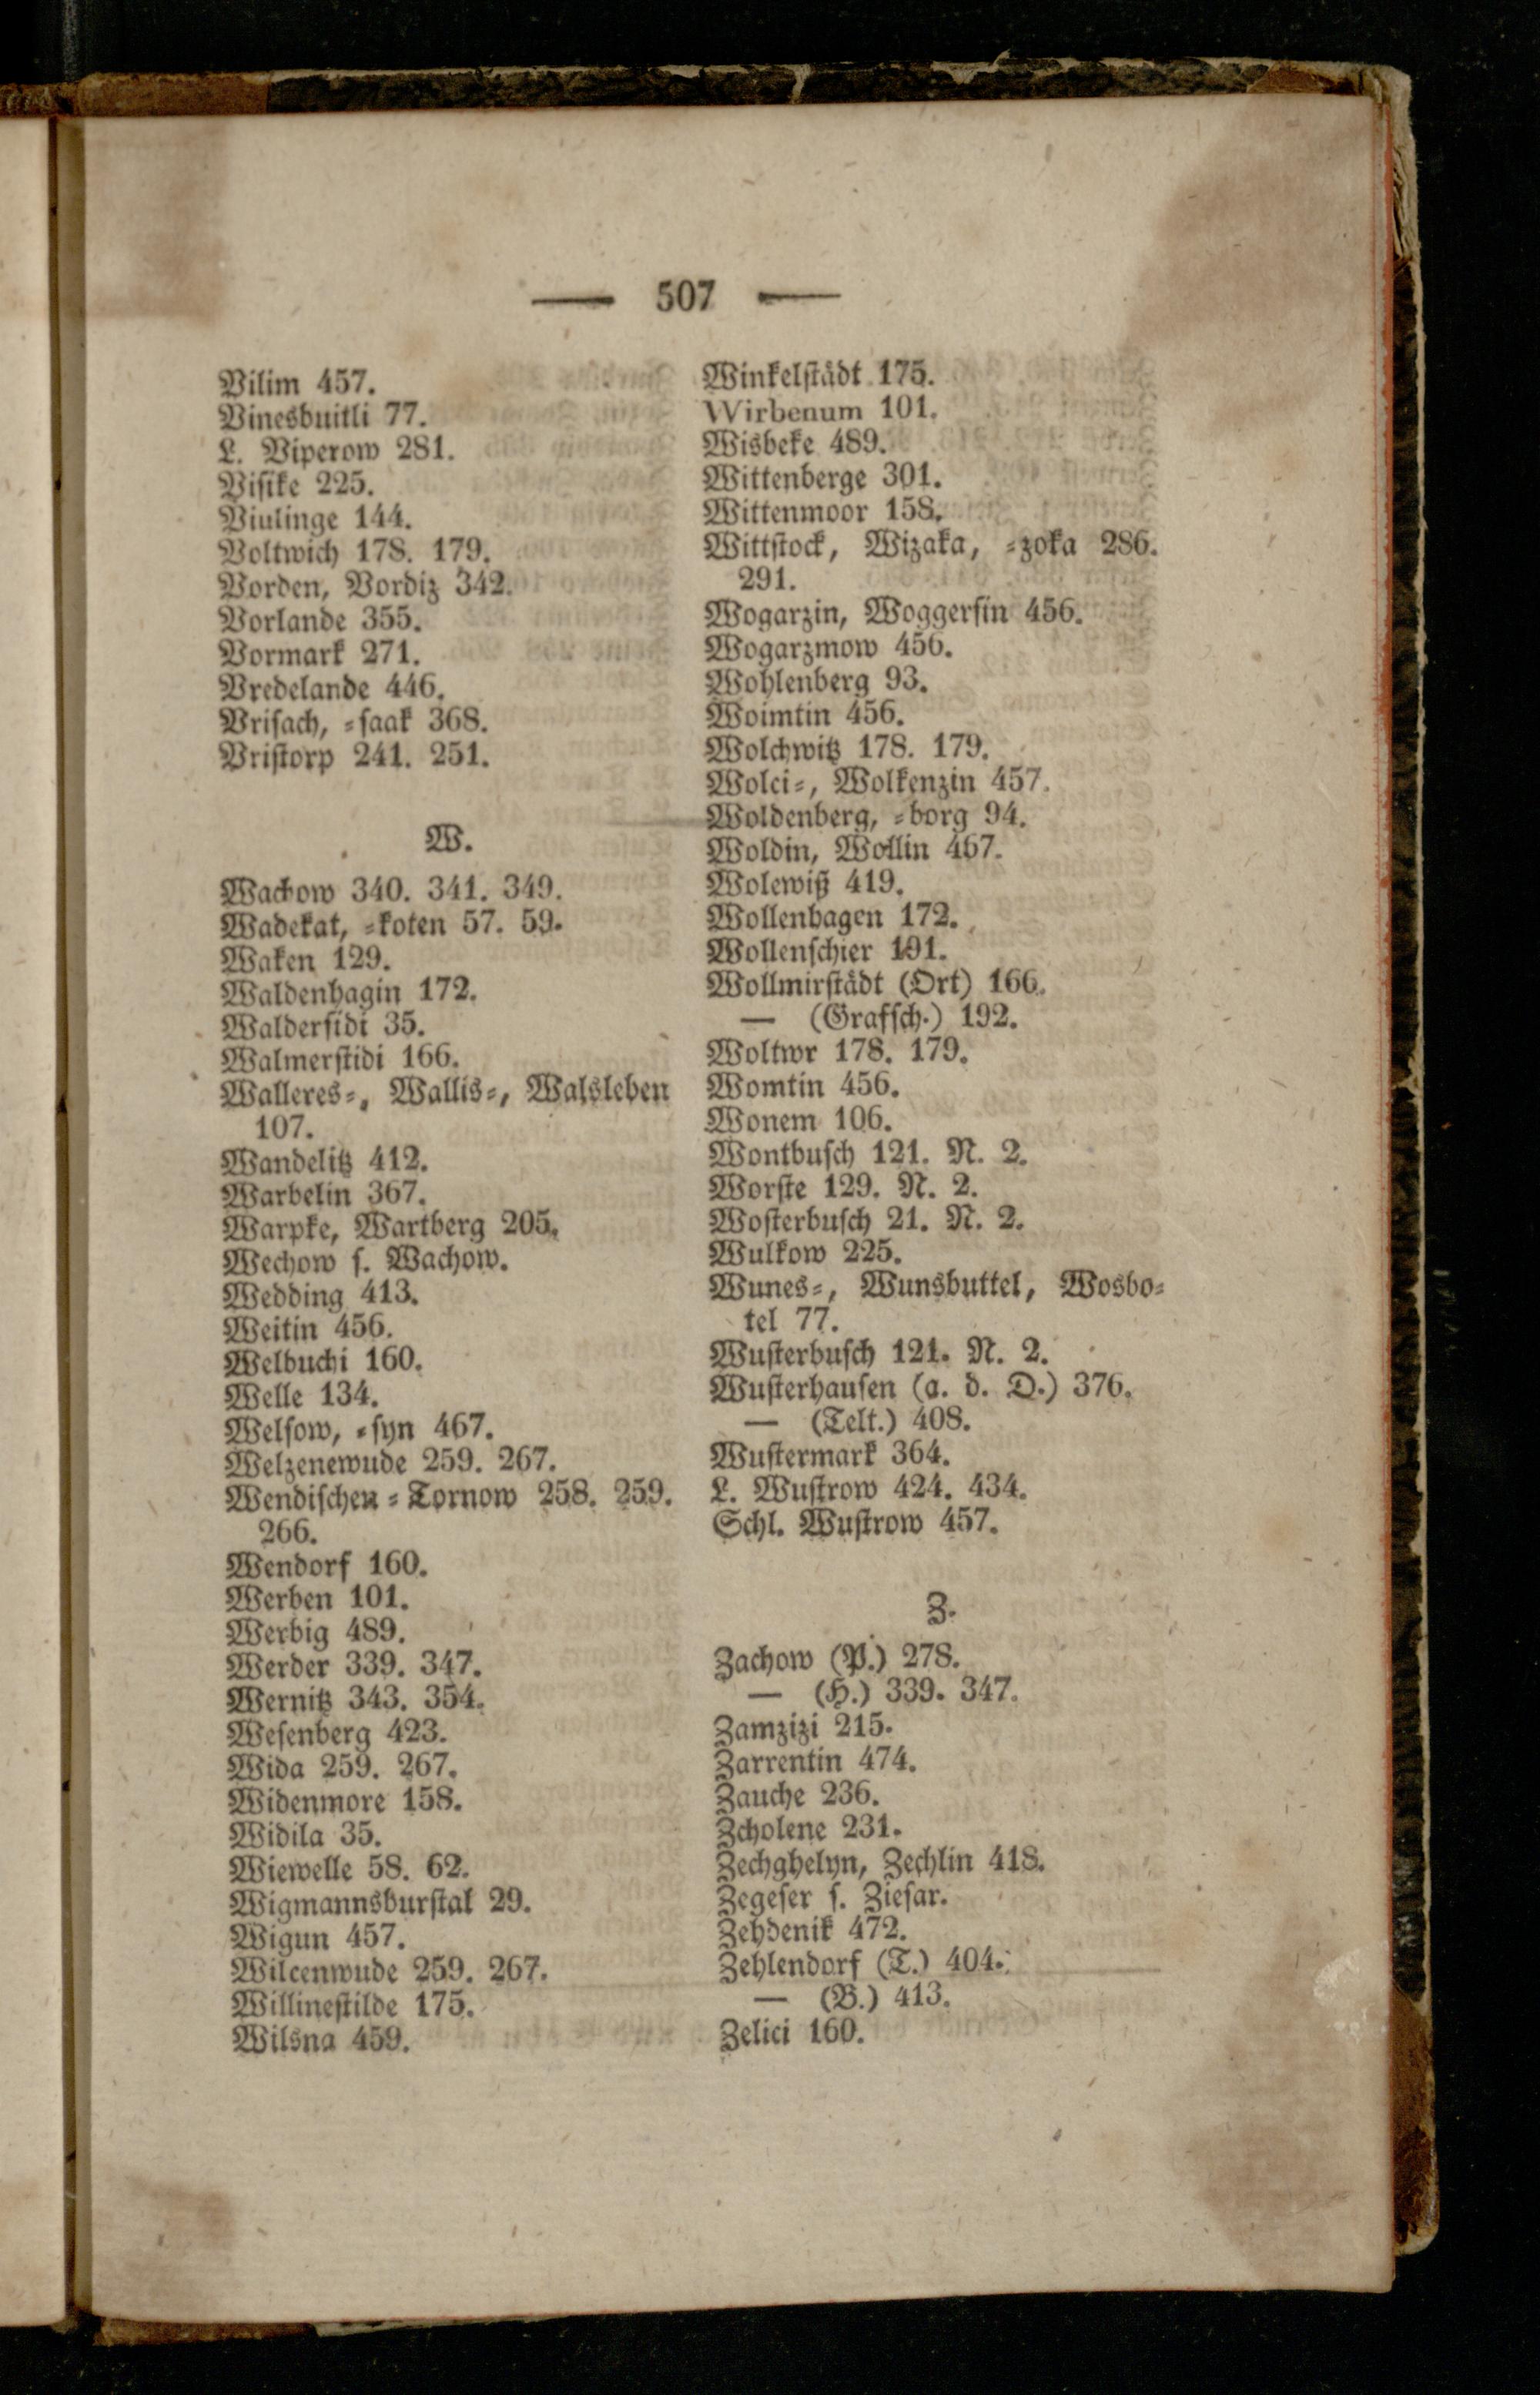 — 507 —
Vilim 457.
Vinesbuitli 77.
L. Viperow 281.
Visike 225.
Viulinge 144.
Voltwich 178. 179.
Vorden, Vordiz 342.
Vorlande 355.
Vormark 271.
Vredelande 446.
Vrisach, ⸗saak 368.
Vristorp 241. 251.
W.
Wachow 340. 341. 349.
Wadekat, ⸗koten 57. 59.
Waken 129.
Waldenhagin 172.
Waldersidi 35.
Walmerstidi 166.
Walleres⸗, Wallis⸗, Walsleben
107.
Wandelitz 412.
Warbelin 367.
Warpke, Wartberg 205.
Wechow s. Wachow.
Wedding 413.
Weitin 456.
Welbuchi 160.
Welle 134.
Welsow, ⸗syn 467.
Welzenewude 259. 267.
Wendischen⸗Tornow 258. 259.
266.
Wendorf 160.
Werben 101.
Werbig 489.
Werder 339. 347.
Wernitz 343. 354.
Wesenberg 423.
Wida 259. 267.
Widenmore 158.
Widila 35.
Wiewelle 58. 62.
Wigmannsburstal 29.
Wigun 457.
Wilcenwude 259. 267.
Willinestilde 175.
Wilsna 459.
Winkelstådt 175.
Wirbenum 101.
Wisbeke 489.
Wittenberge 301.
Wittenmoor 158.
Wittstock, Wizaka, ⸗zoka 286.
291.
Wogarzin, Woggersin 456.
Wogarzmow 456.
Wohlenberg 93.
Woimtin 456.
Wolchwitz 178. 179.
Wolci⸗, Wolkenzin 457.
Woldenberg, ⸗borg 94.
Woldin, Wollin 467.
Wolewiß 419.
Wollenhagen 172.
Wollenschier 191.
Wollmirstådt (Ort) 166.
— (Grafsch.) 192.
Woltwr 178. 179.
Womtin 456.
Wonem 106.
Wontbusch 121. N. 2.
Worste 129. N. 2.
Wosterbusch 21. N. 2.
Wulkow 225.
Wunes⸗, Wunsbuttel, Wosbo⸗
tel 77.
Wusterbusch 121. N. 2.
Wusterhausen (a. d. D.) 376.
— (Telt.) 408.
Wustermark 364.
L. Wustrow 424. 434.
Schl. Wustrow 457.
Z.
Zachow (P.) 278.
— (H.) 339. 347.
Zamzizi 215.
Zarrentin 474.
Zauche 236.
Zcholene 231.
Zechghelyn, Zechlin 418.
Zegeser s. Ziesar.
Zehdenik 472.
Zehlendorf (T.) 404.
— (B.) 413.
Zelici 160.